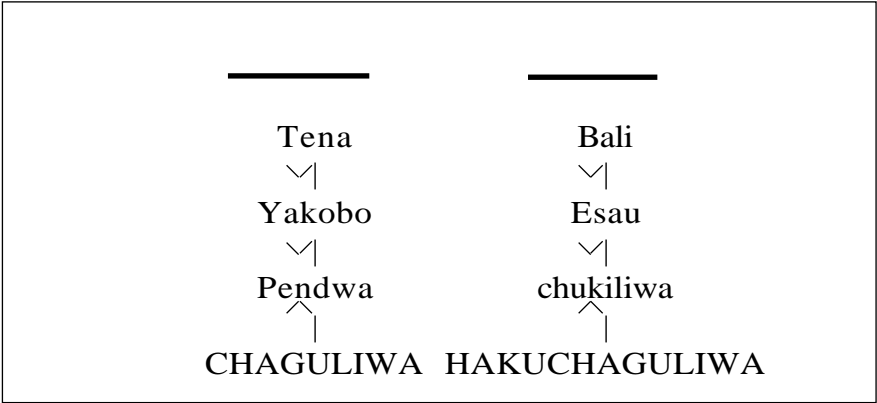 Tena Bali
Yakobo Esau
Pendwa chukiliwa
CHAGULIWA HAKUCHAGULIWA